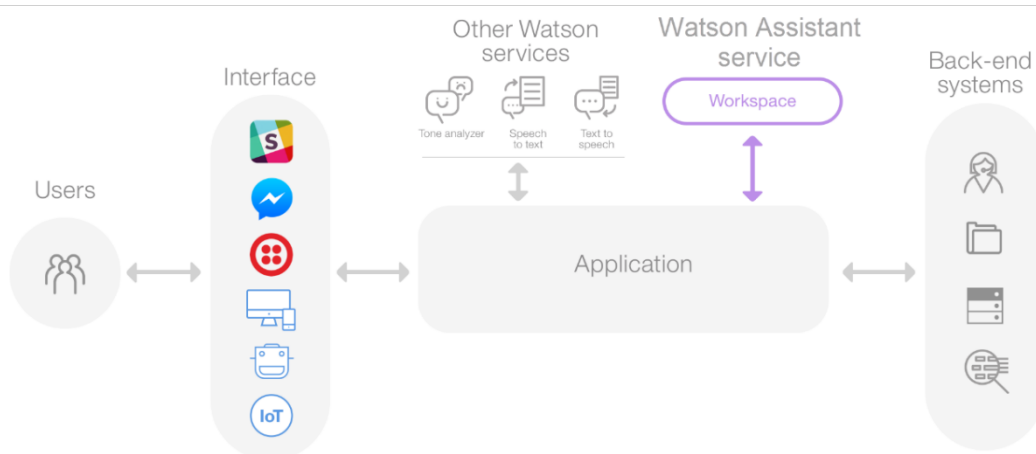 Users
Interface
S
IoT
Other Watson
services
Tone analyzer
Speech
to text
Text to
speech
Watson Assistant
service
Workspace
Application
Back-end
systems